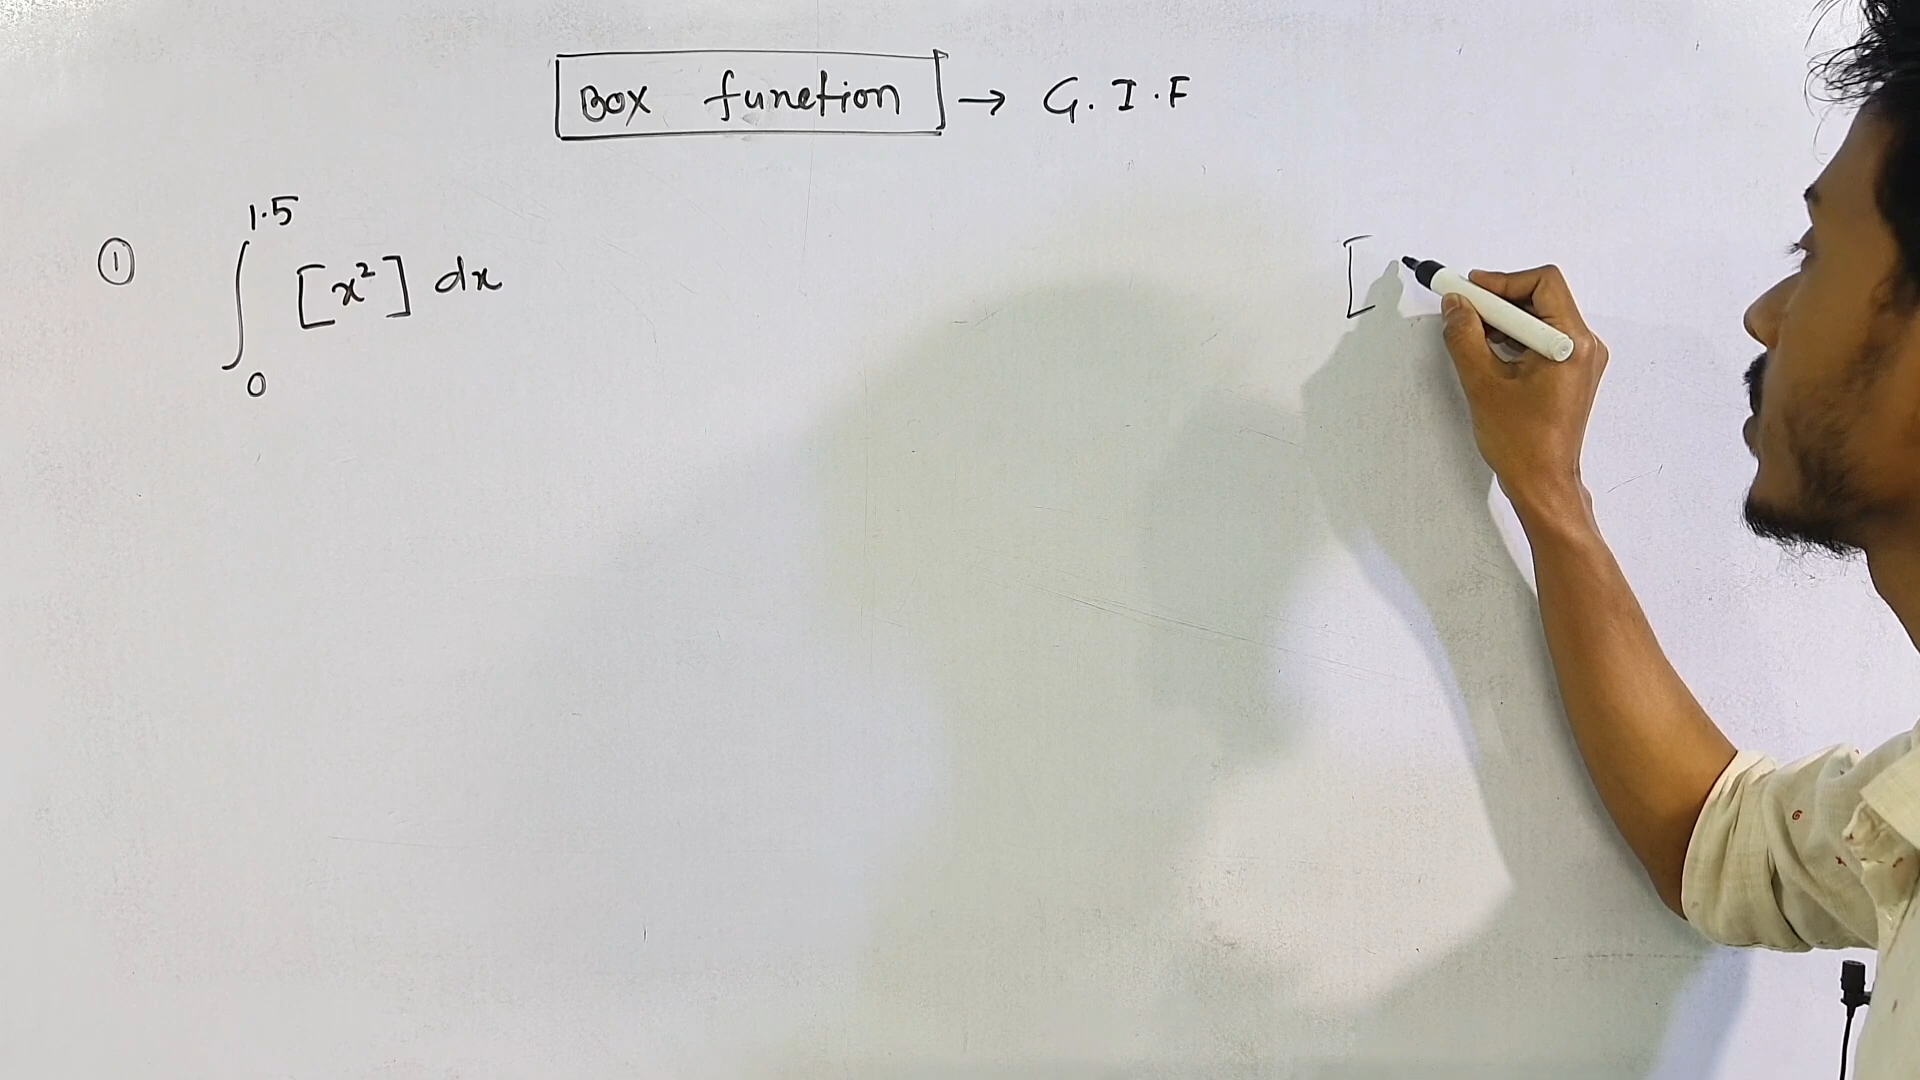 Box function → G.I.F
① ∫₀^1.5 [x²] dx
[